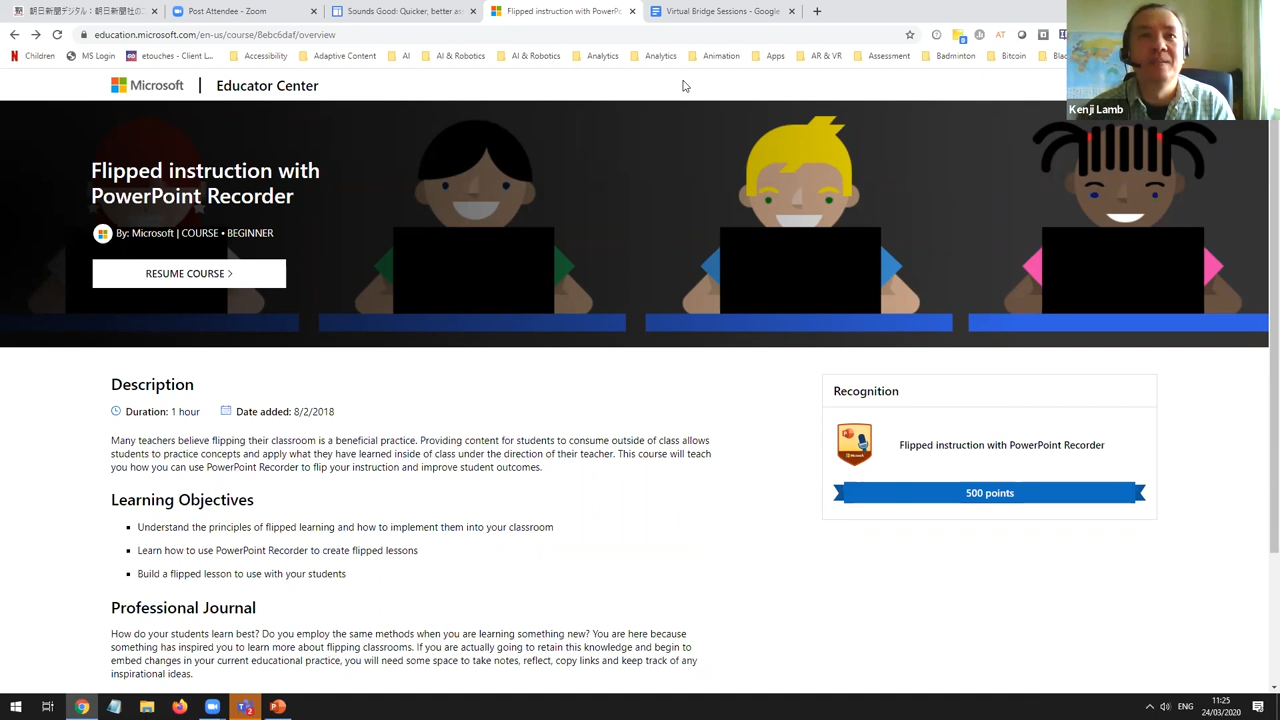 朝日新聞デジタル：朝日新聞社のニ
Post Attendee - Zoom
Sounds Good: Quicker, better as
Flipped instruction with PowerPo
Virtual Bridge Sessions - Google
education.microsoft.com/en-us/course/8ebc6daf/overview
Children
MS Login
etouches - Client L...
Accessibility
Adaptive Content
AI
AI & Robotics
AI & Robotics
Analytics
Analytics
Animation
Apps
AR & VR
Assessment
Badminton
Bitcoin
Kenji Lamb
Microsoft
Educator Center
Flipped instruction with
PowerPoint Recorder
By: Microsoft | COURSE • BEGINNER
RESUME COURSE
Description
Duration: 1 hour
Date added: 8/2/2018
Many teachers believe flipping their classroom is a beneficial practice. Providing content for students to consume outside of class allows
students to practice concepts and apply what they have learned inside of class under the direction of their teacher. This course will teach
you how you can use PowerPoint Recorder to flip your instruction and improve student outcomes.
Recognition
Flipped instruction with PowerPoint Recorder
500 points
Learning Objectives
Understand the principles of flipped learning and how to implement them into your classroom
Learn how to use PowerPoint Recorder to create flipped lessons
Build a flipped lesson to use with your students
Professional Journal
How do your students learn best? Do you employ the same methods when you are learning something new? You are here because
something has inspired you to learn more about flipping classrooms. If you are actually going to retain this knowledge and begin to
embed changes in your current educational practice, you will need some space to take notes, reflect, copy links and keep track of any
inspirational ideas.
ENG
11:25
24/03/2020